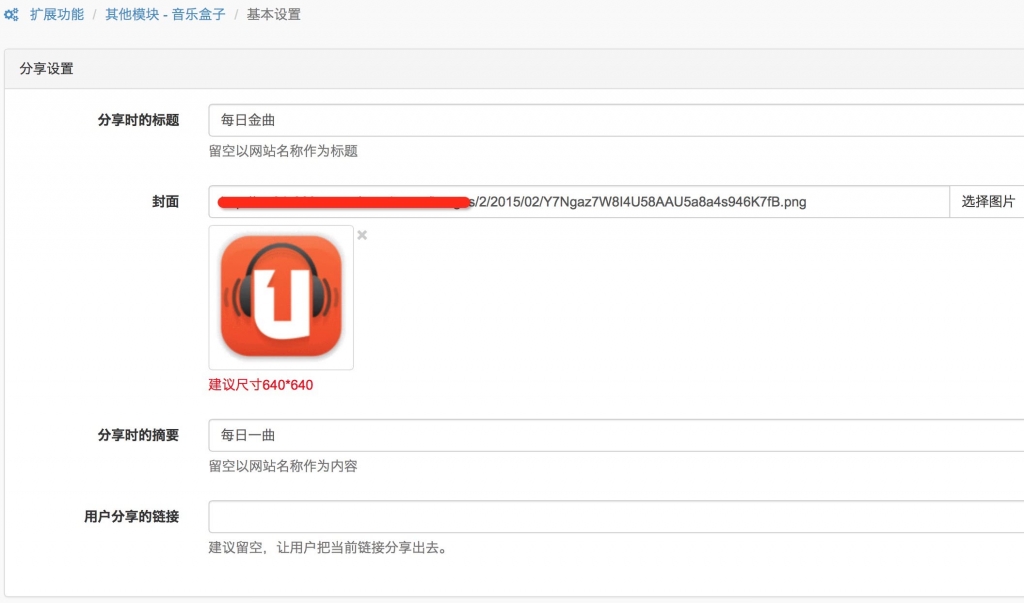 扩展功能 / 其他模块 - 音乐盒子 / 基本设置
分享设置
分享时的标题 每日金曲
留空以网站名称作为标题
封面 s/2/2015/02/Y7Ngaz7W8I4U58AAU5a8a4s946K7fB.png 选择图片
建议尺寸640*640
分享时的摘要 每日一曲
留空以网站名称作为内容
用户分享的链接
建议留空，让用户把当前链接分享出去。